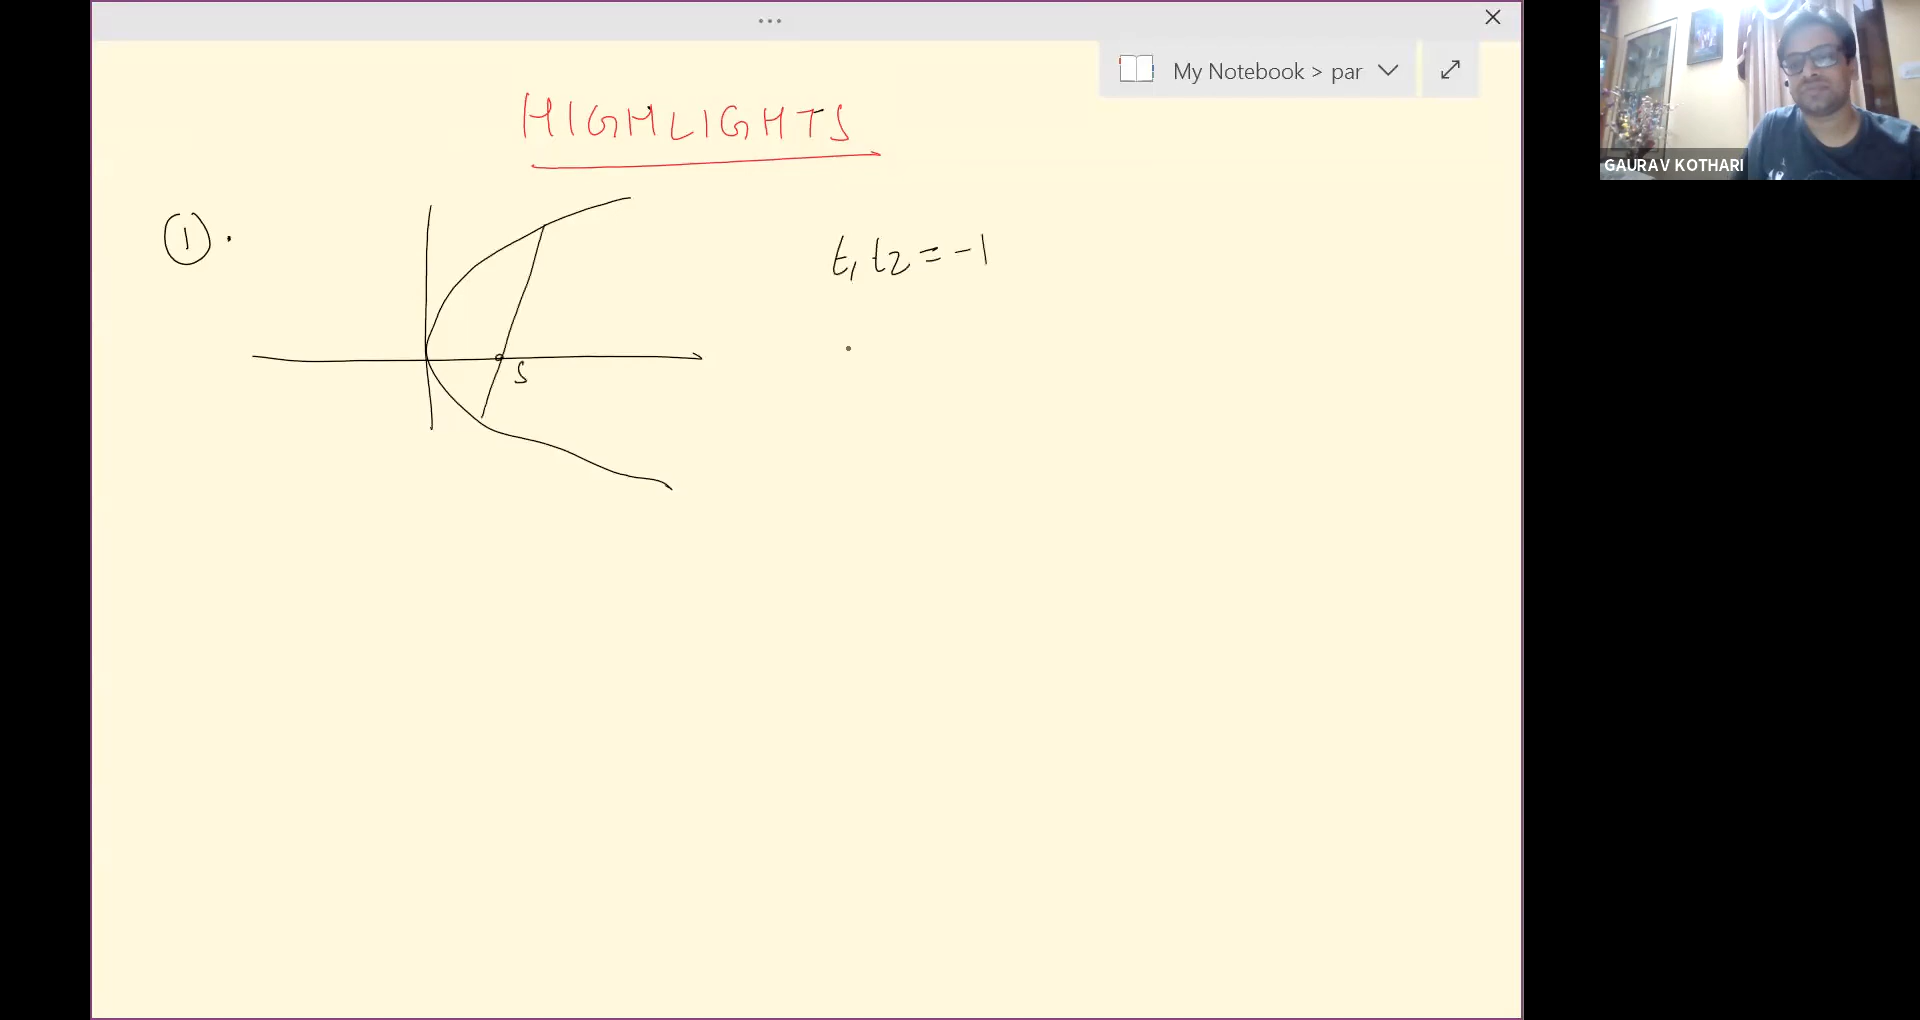 My Notebook > par
HIGHLIGHTS
GAURAV KOTHARI
1.
t1 t2 = -1
S